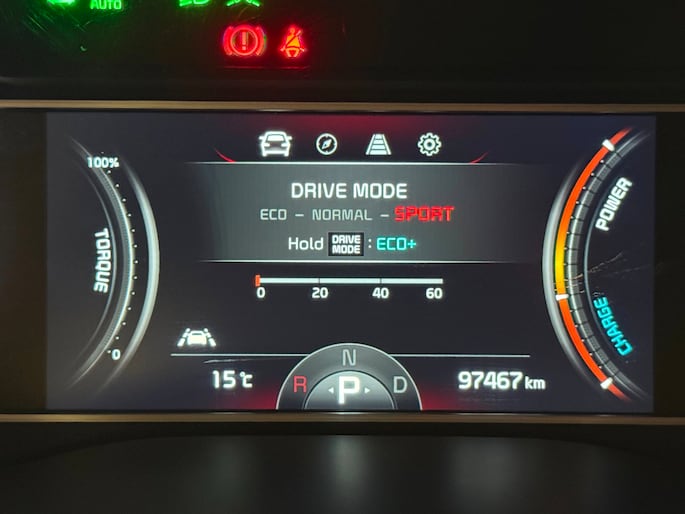 AUTO
100%
TORQUE
0
DRIVE MODE
ECO – NORMAL – SPORT
Hold DRIVE MODE : ECO+
0 20 40 60
POWER
CHARGE
N
R P D
15℃
97467 km